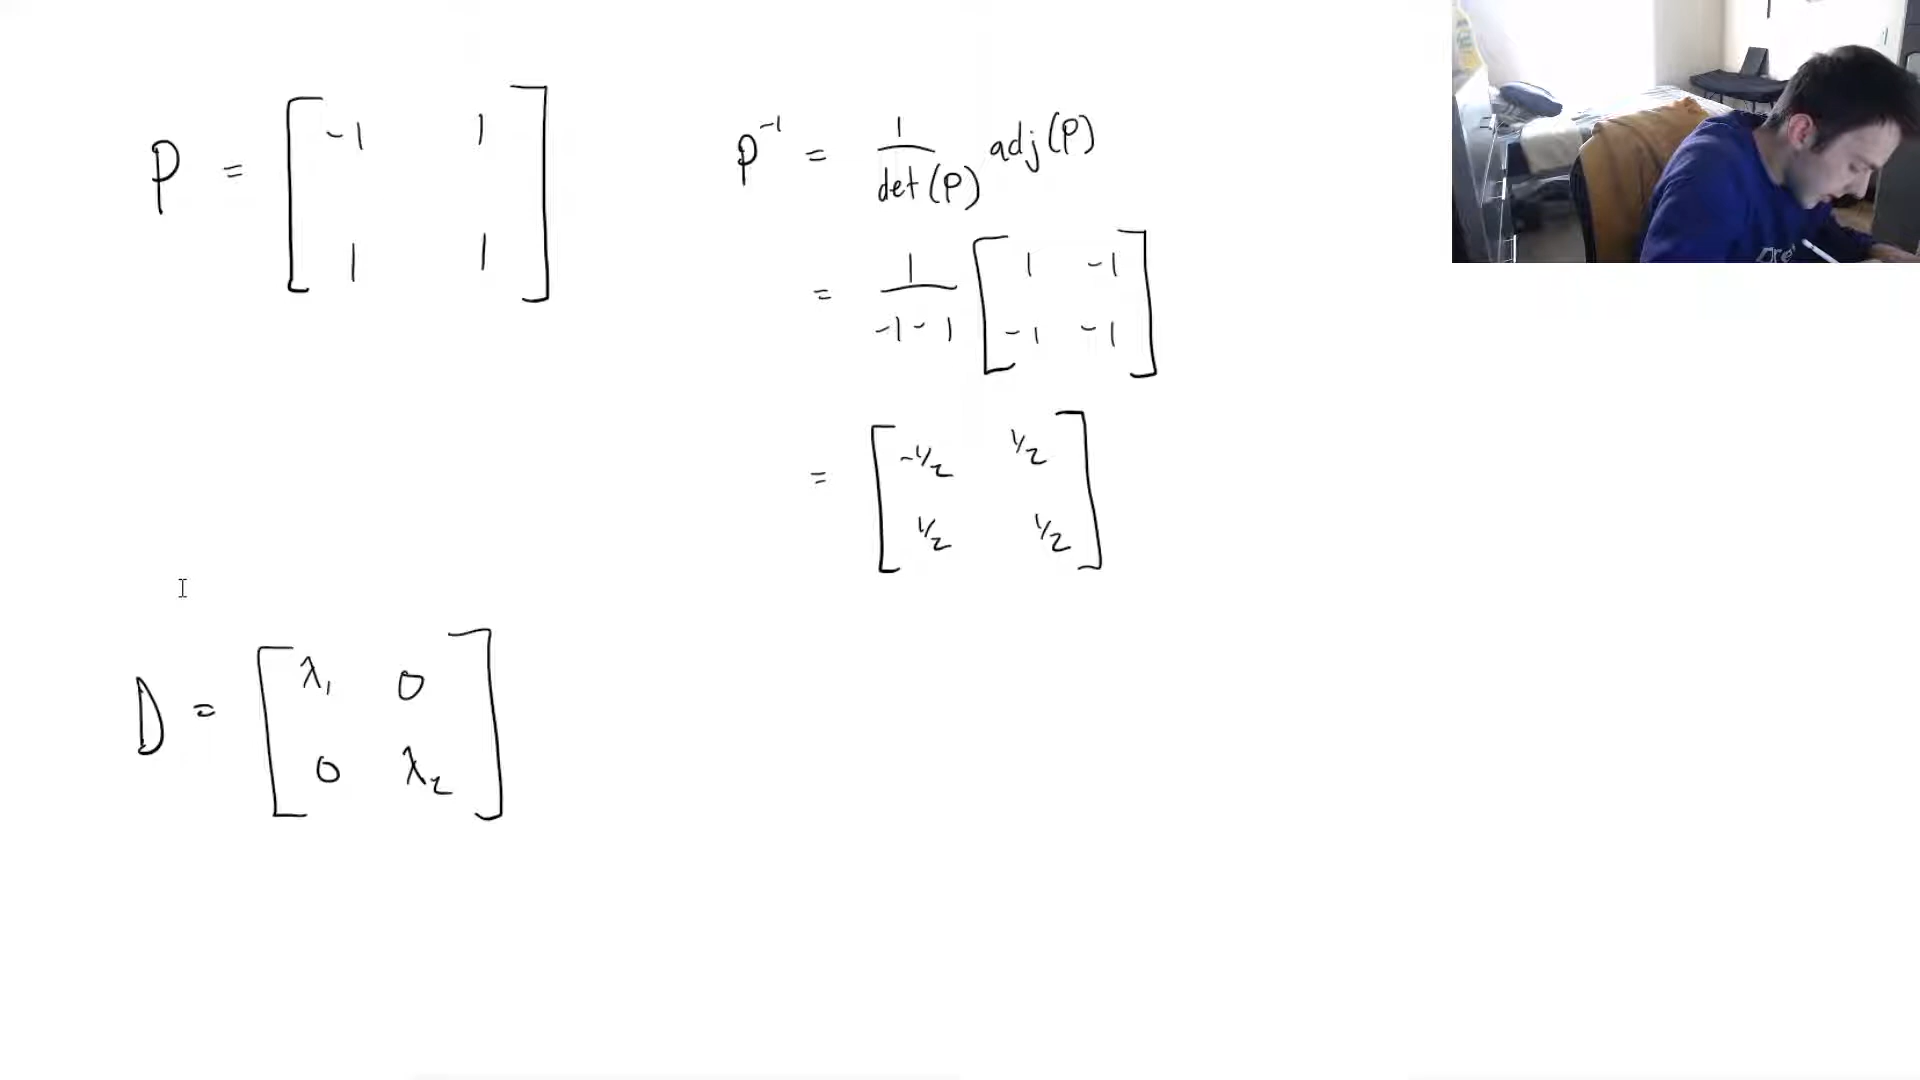 P = [ -1 1
1 1 ]
P⁻¹ = 1/det(P) adj(P)
= 1/-1-1 [ 1 -1
-1 -1 ]
= [ -1/2 1/2
1/2 1/2 ]
D = [ λ₁ 0
0 λ₂ ]